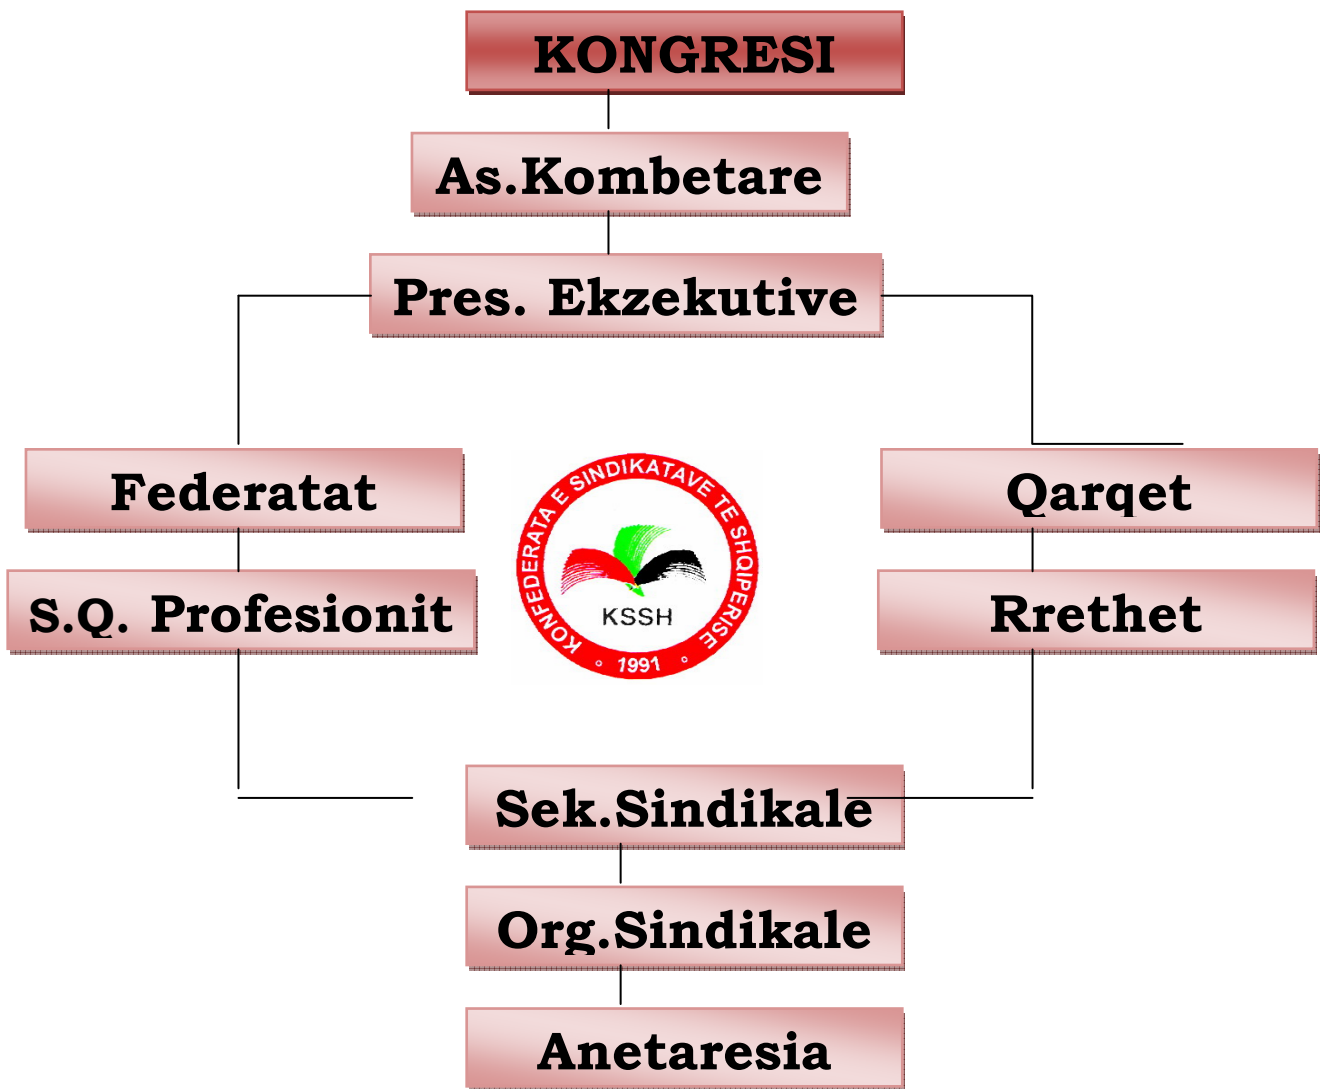 KONGRESI
As.Kombetare
Pres. Ekzekutive
Federatat
Qarqet
KONFEDERATA E SINDIKATAVE TE SHQIPERISE
KSSH
1991
S.Q. Profesionit
Rrethet
Sek.Sindikale
Org.Sindikale
Anetaresia